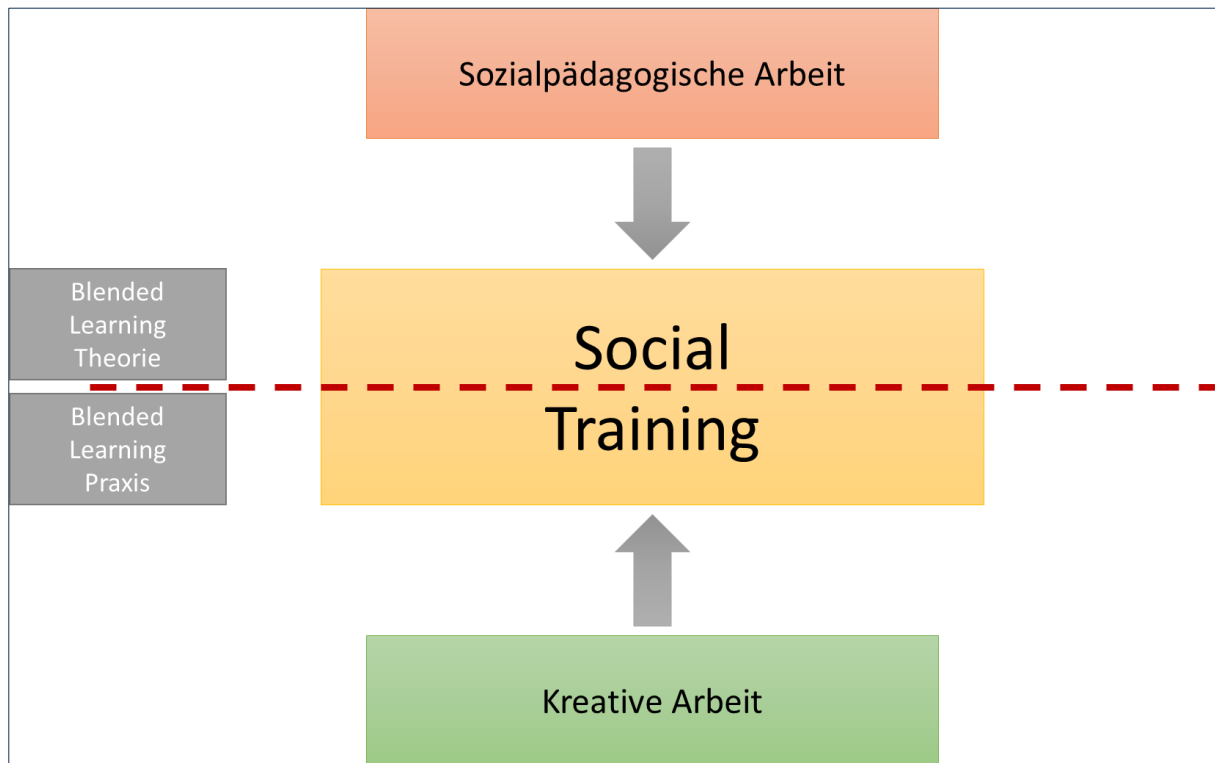 Sozialpädagogische Arbeit
Blended
Learning
Theorie
Social
Training
Blended
Learning
Praxis
Kreative Arbeit